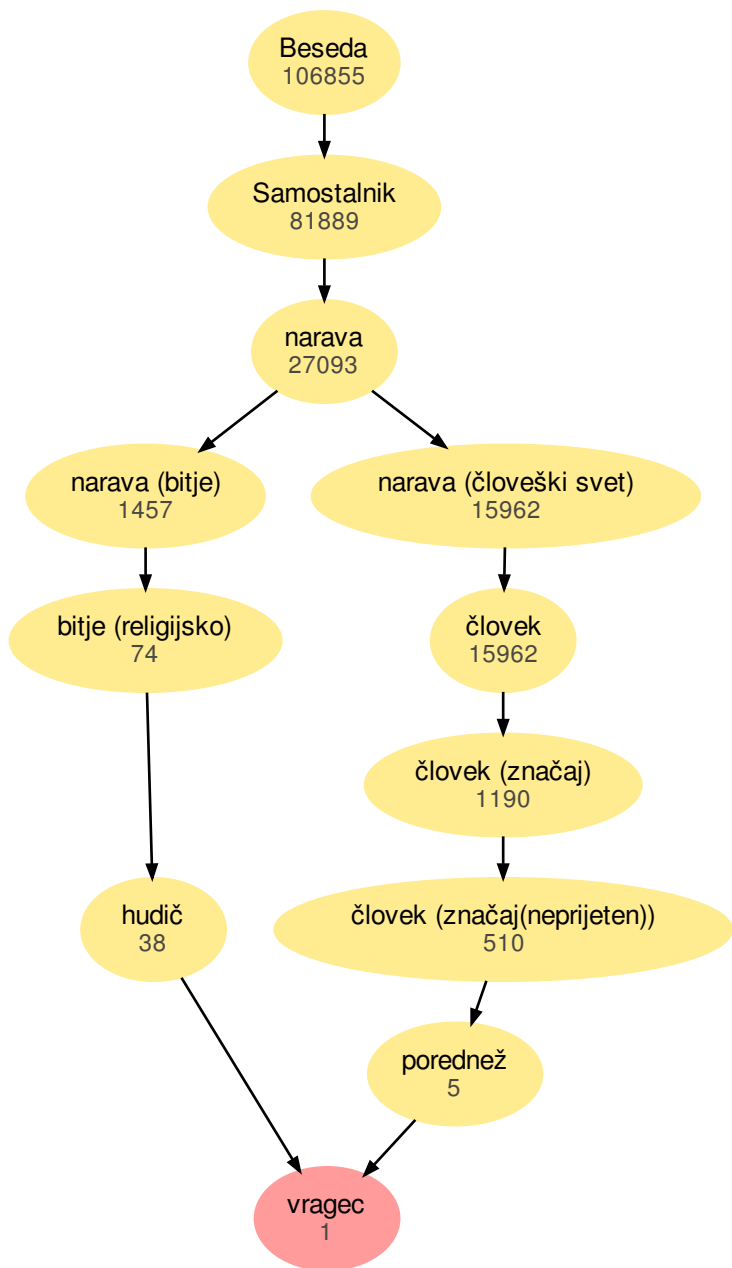 Beseda
106855
Samostalnik
81889
narava
27093
narava (bitje)
1457
narava (človeški svet)
15962
bitje (religijsko)
74
človek
15962
človek (značaj)
1190
hudič
38
človek (značaj(neprijeten))
510
porednež
5
vragec
1